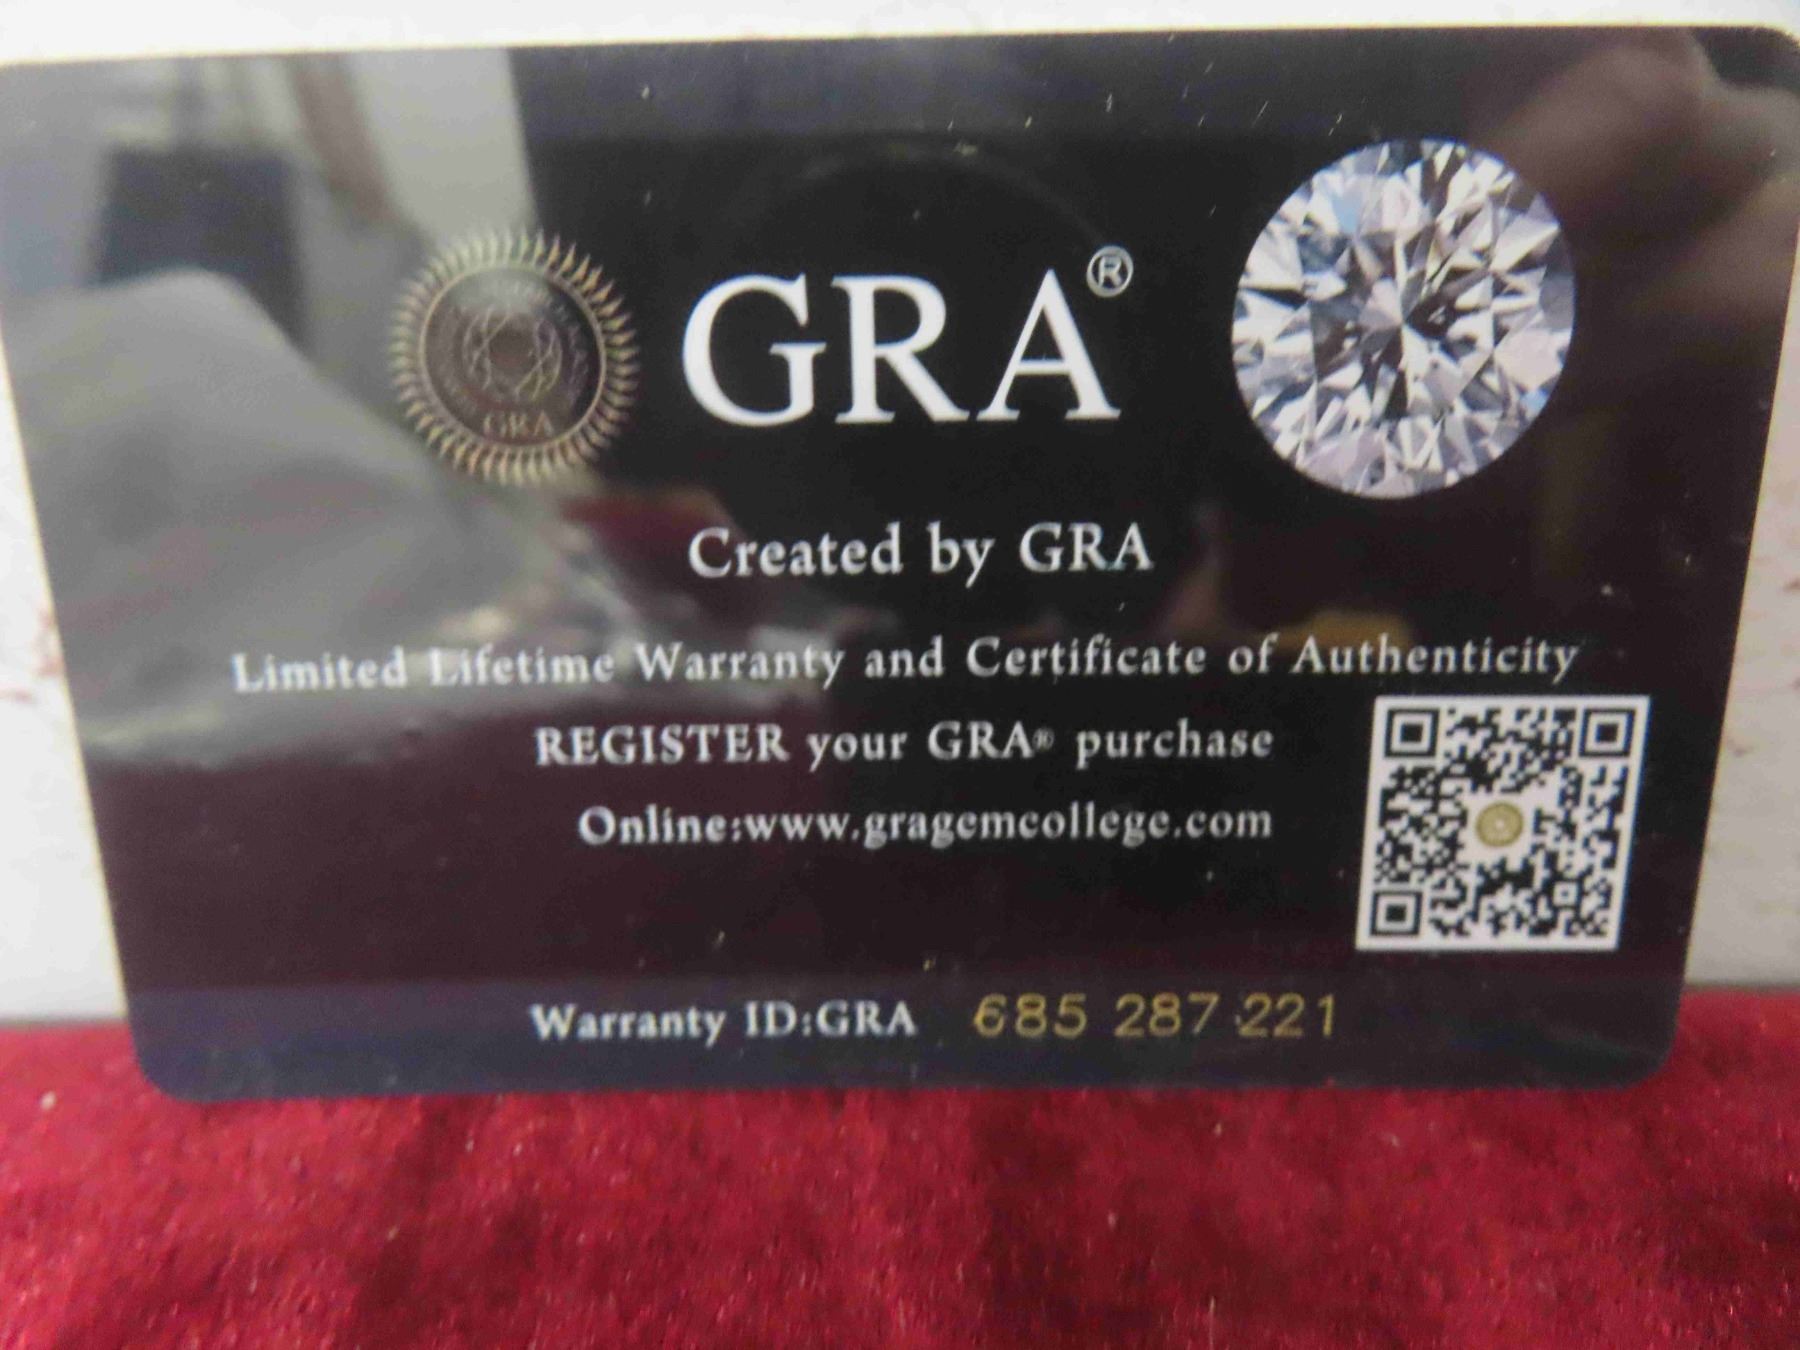 GRA®
GRA
Created by GRA
Limited Lifetime Warranty and Certificate of Authenticity
REGISTER your GRA® purchase
Online:www.gragemcollege.com
Warranty ID:GRA 685 287 221